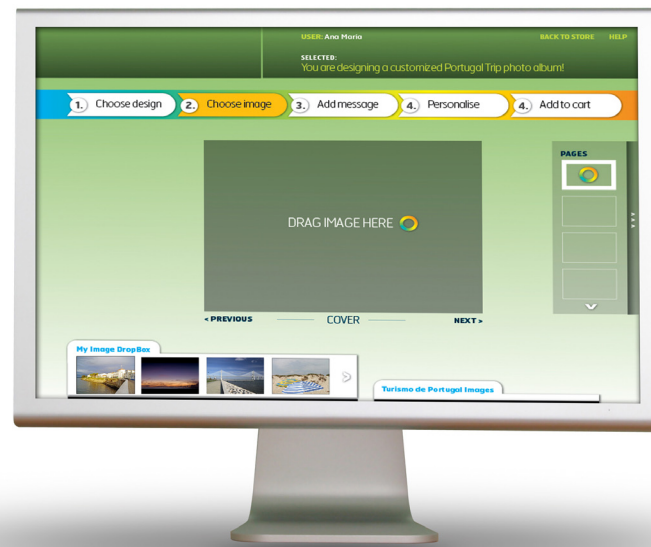 USER: Ana Maria
BACK TO STORE HELP
SELECTED:
You are designing a customized Portugal Trip photo album!
1. Choose design
2. Choose image
3. Add message
4. Personalise
4. Add to cart
PAGES
DRAG IMAGE HERE
< PREVIOUS
COVER
NEXT >
My Image DropBox
>
Turismo de Portugal Images